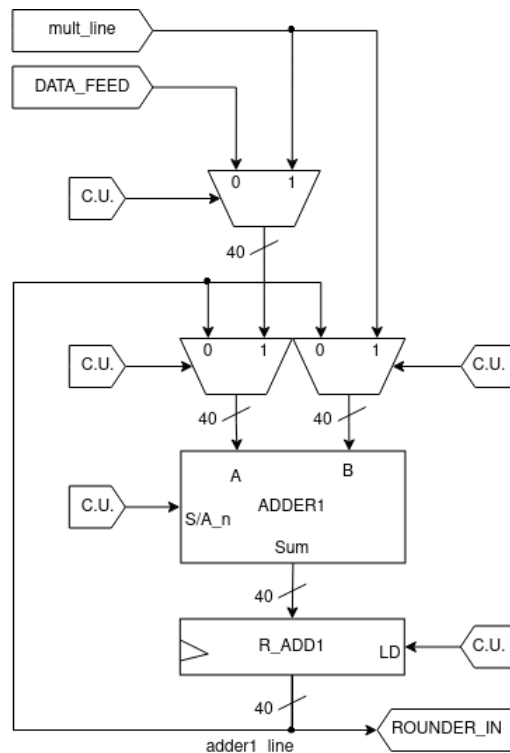 mult_line
DATA_FEED
0 1
C.U.
40
0 1 0 1
C.U. C.U.
40 40
A B
C.U. ADDER1
S/A_n
Sum
40
R_ADD1 LD C.U.
40
ROUNDER_IN
adder1_line